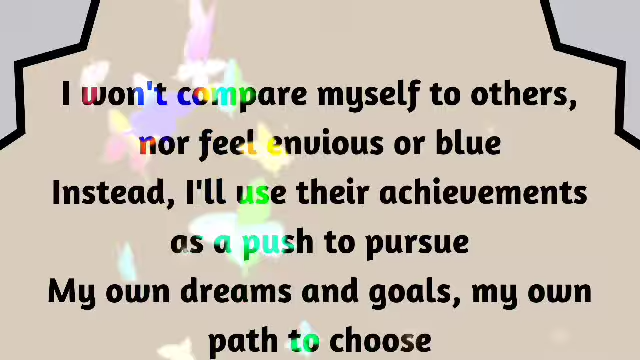 I won't compare myself to others,
nor feel envious or blue
Instead, I'll use their achievements
as a push to pursue
My own dreams and goals, my own
path to choose